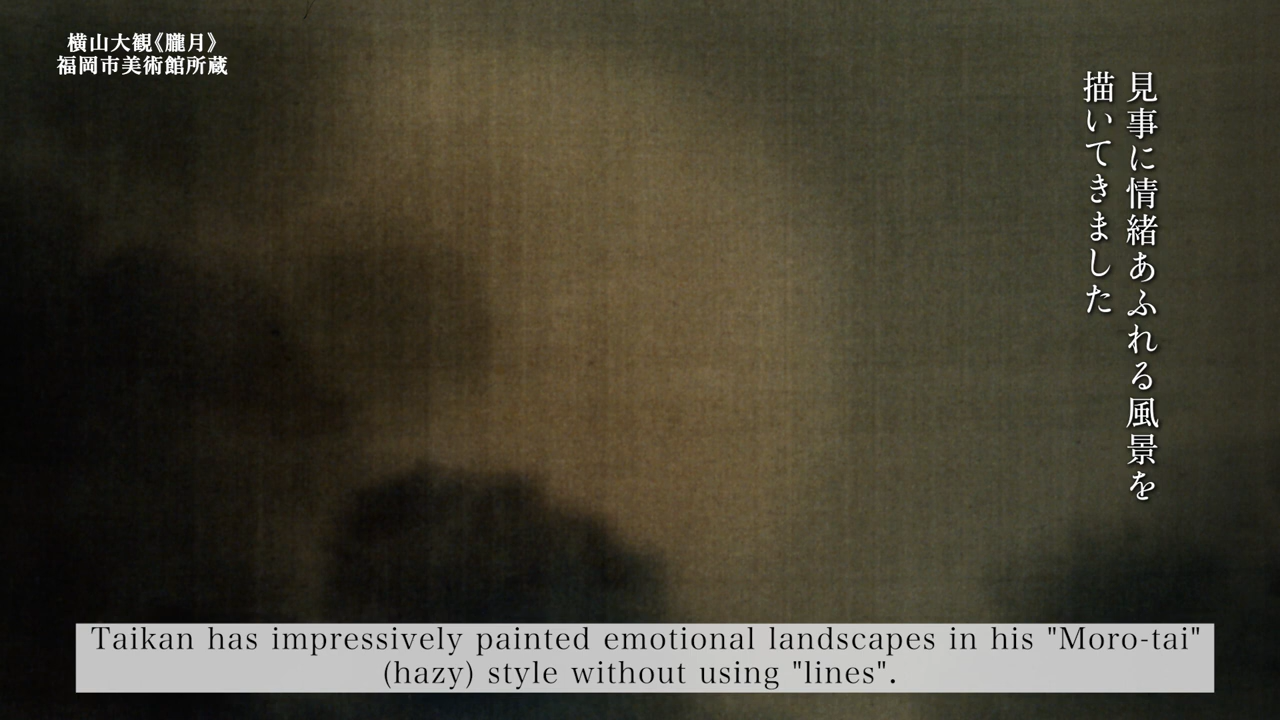 横山大観《朧月》
福岡市美術館所蔵
見事に情緒あふれる風景を
描いてきました
Taikan has impressively painted emotional landscapes in his "Moro-tai"
(hazy) style without using "lines".